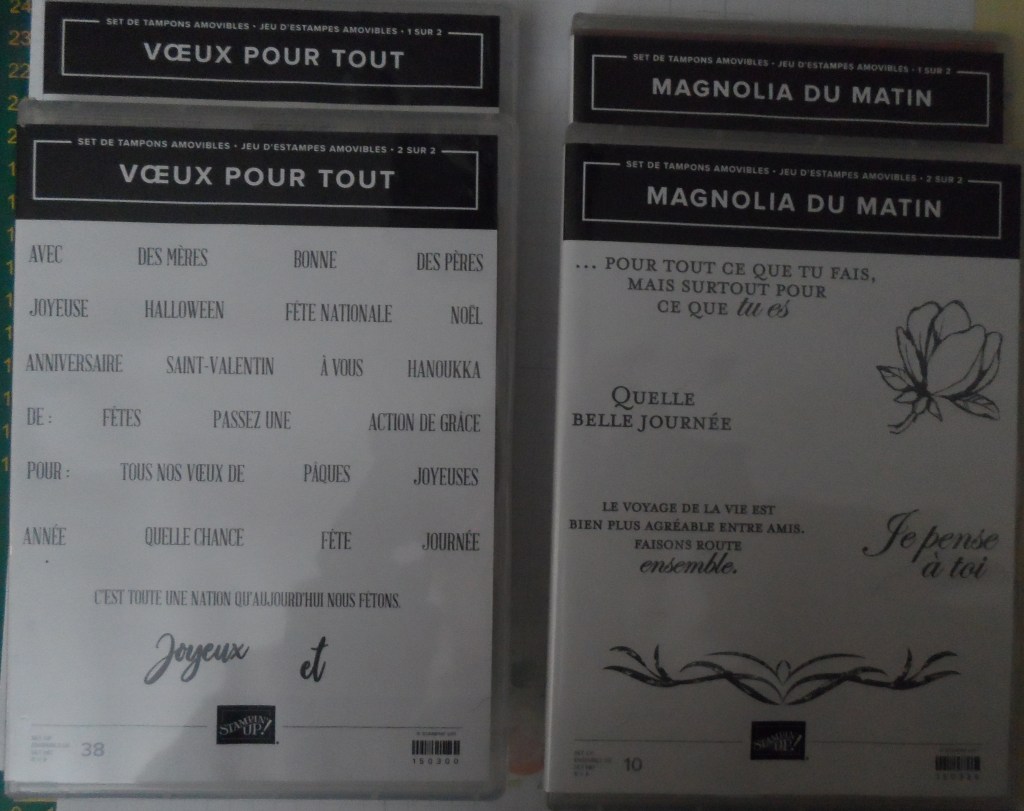 SET DE TAMPONS AMOVIBLES • JEU D'ESTAMPES AMOVIBLES • 1 SUR 2
VŒUX POUR TOUT
SET DE TAMPONS AMOVIBLES • JEU D'ESTAMPES AMOVIBLES • 2 SUR 2
VŒUX POUR TOUT
AVEC DES MÈRES BONNE DES PÈRES
JOYEUSE HALLOWEEN FÊTE NATIONALE NOËL
ANNIVERSAIRE SAINT-VALENTIN À VOUS HANOUKKA
DE : FÊTES PASSEZ UNE ACTION DE GRÂCE
POUR : TOUS NOS VŒUX DE PÂQUES JOYEUSES
ANNÉE QUELLE CHANCE FÊTE JOURNÉE
C'EST TOUTE UNE NATION QU'AUJOURD'HUI NOUS FÊTONS.
Joyeux et
STAMPIN' UP!
38
150200
SET DE TAMPONS AMOVIBLES • JEU D'ESTAMPES AMOVIBLES • 1 SUR 2
MAGNOLIA DU MATIN
SET DE TAMPONS AMOVIBLES • JEU D'ESTAMPES AMOVIBLES • 2 SUR 2
MAGNOLIA DU MATIN
... POUR TOUT CE QUE TU FAIS,
MAIS SURTOUT POUR
CE QUE tu es
QUELLE
BELLE JOURNÉE
LE VOYAGE DE LA VIE EST
BIEN PLUS AGRÉABLE ENTRE AMIS.
FAISONS ROUTE
ensemble.
Je pense
à toi
STAMPIN' UP!
10
24
23
22